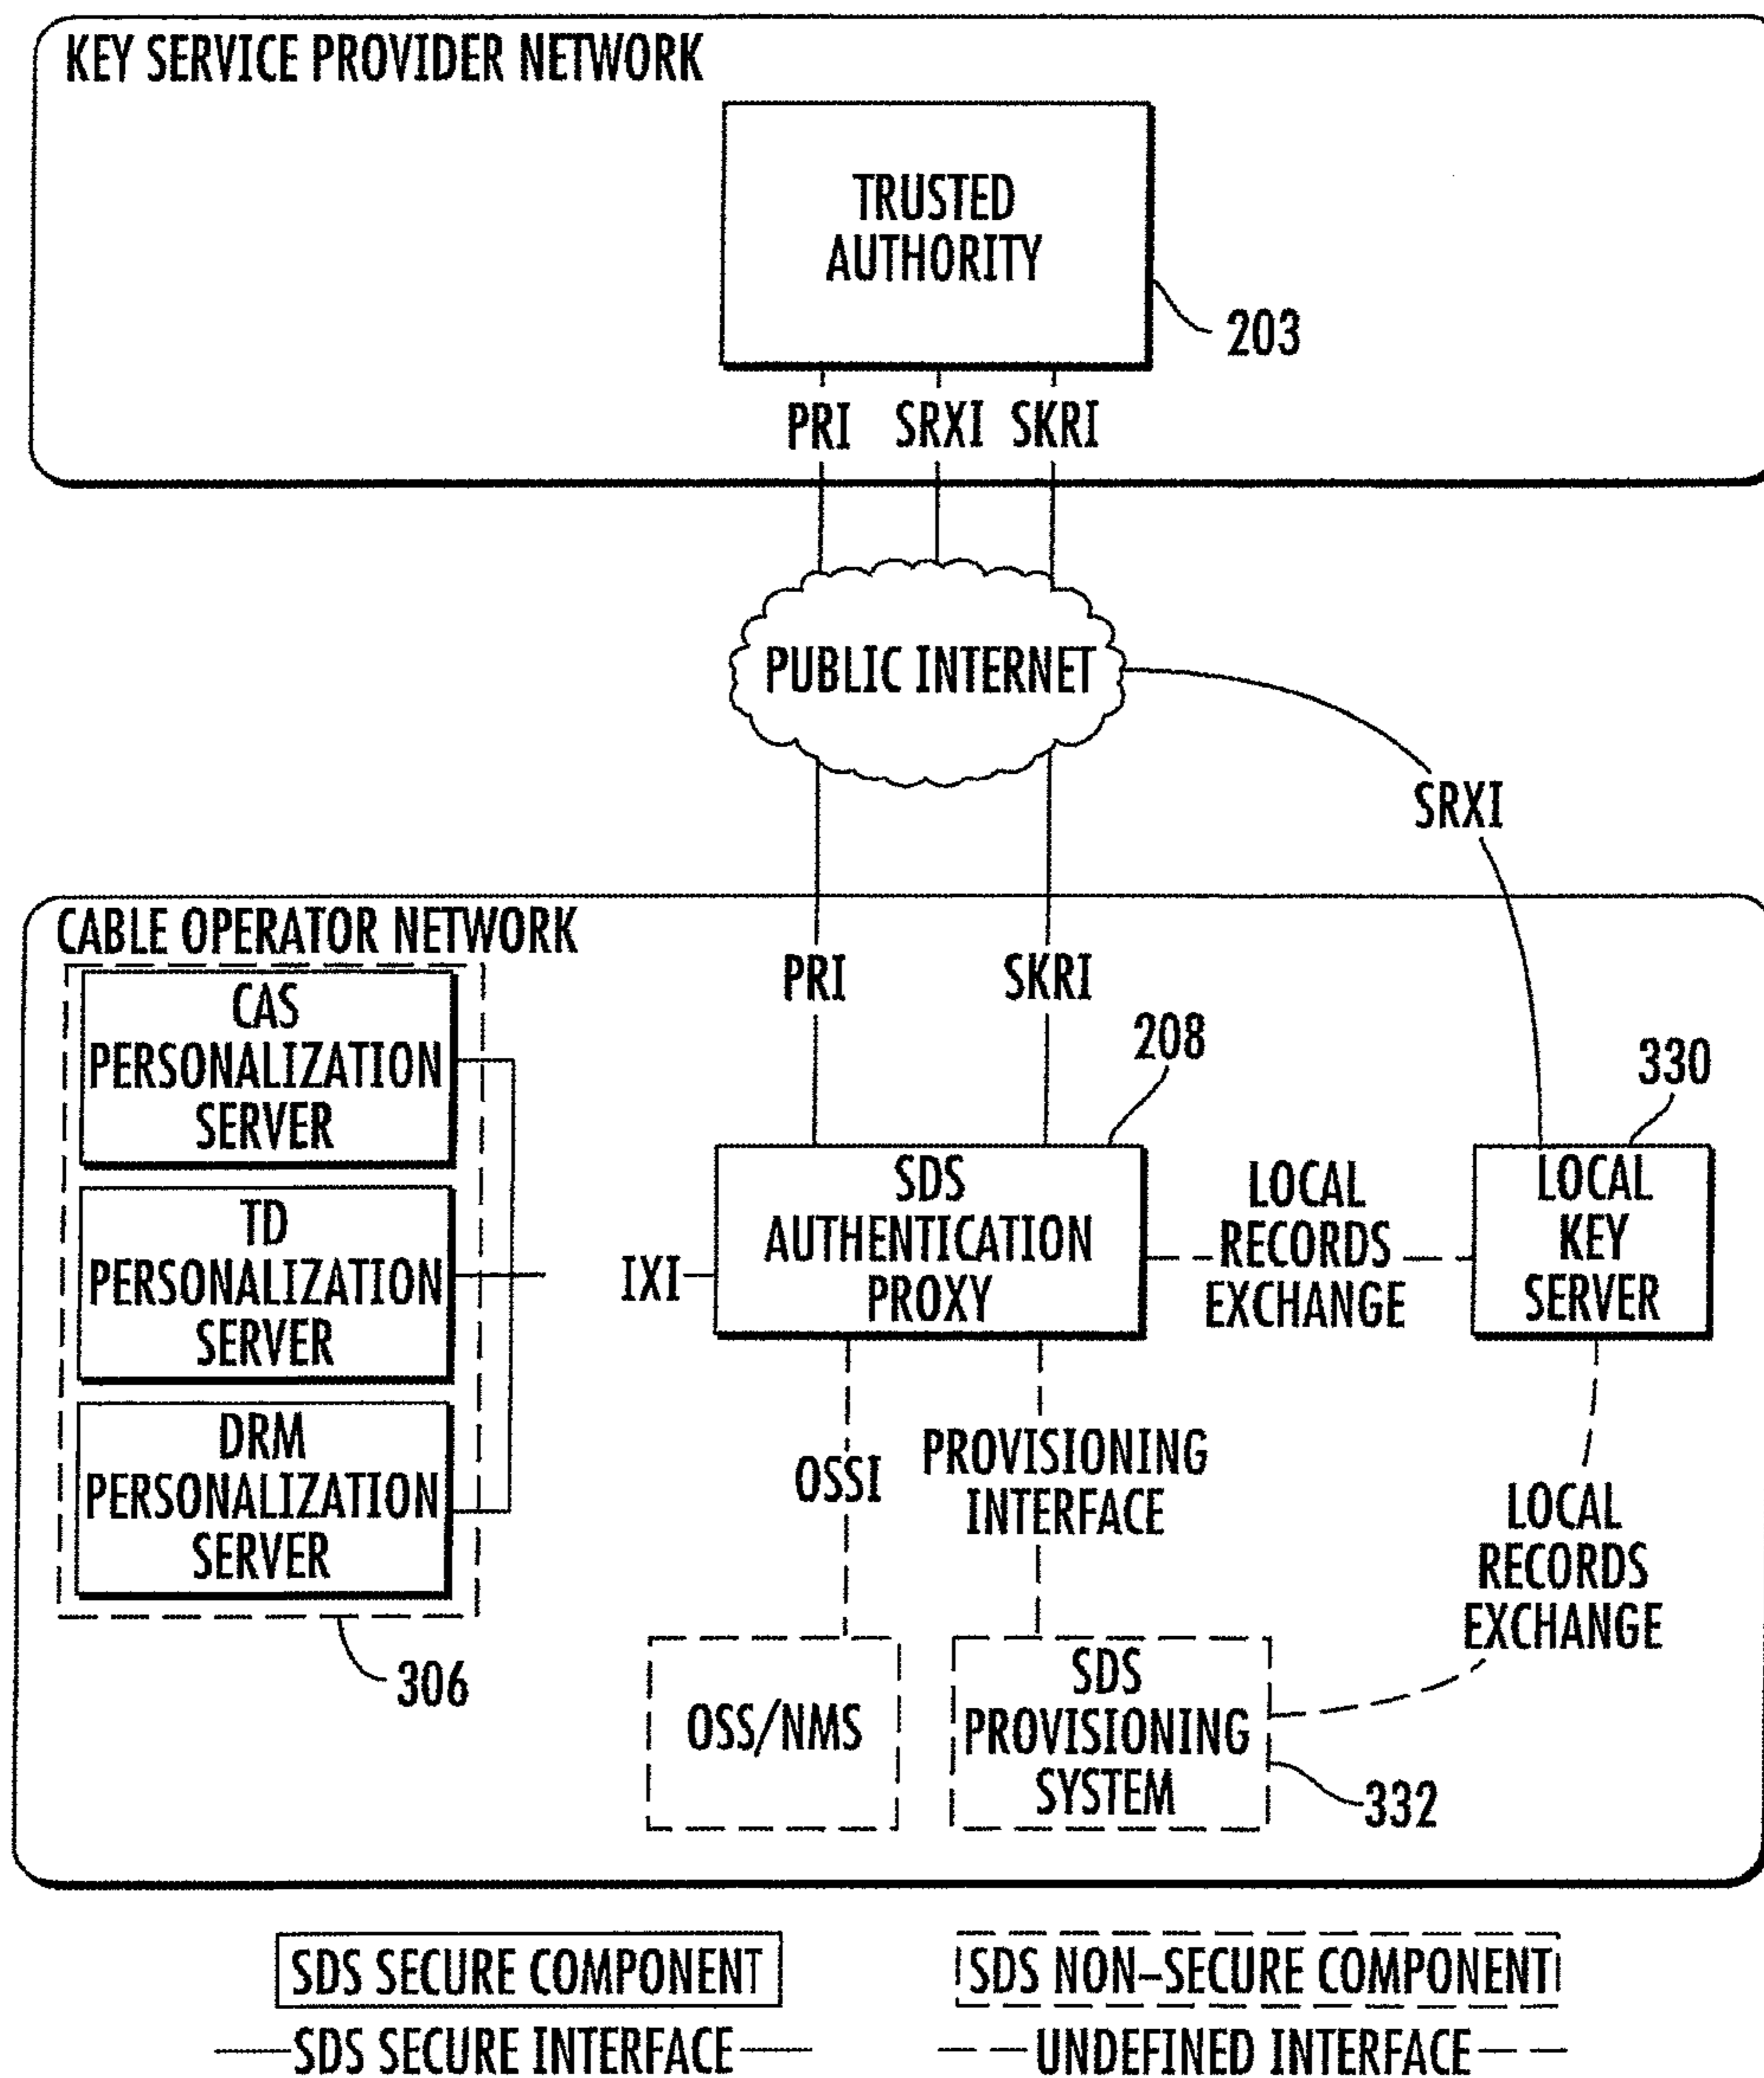 KEY SERVICE PROVIDER NETWORK
TRUSTED
AUTHORITY
203
PRI SRXI SKRI
PUBLIC INTERNET
SRXI
CABLE OPERATOR NETWORK
CAS
PERSONALIZATION
SERVER
TD
PERSONALIZATION
SERVER
DRM
PERSONALIZATION
SERVER
306
PRI
SKRI
208
330
IXI
SDS
AUTHENTICATION
PROXY
LOCAL
RECORDS
EXCHANGE
LOCAL
KEY
SERVER
OSSI
PROVISIONING
INTERFACE
LOCAL
RECORDS
EXCHANGE
OSS/NMS
SDS
PROVISIONING
SYSTEM
332
SDS SECURE COMPONENT
SDS NON-SECURE COMPONENT
SDS SECURE INTERFACE
UNDEFINED INTERFACE